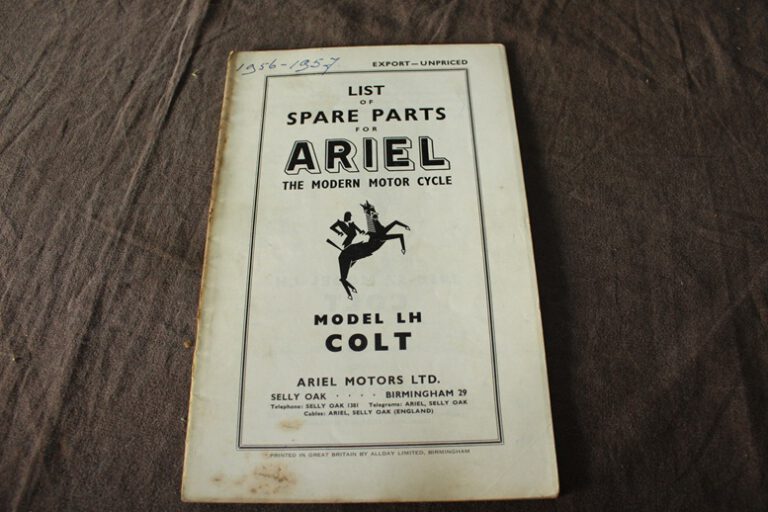 1956-1957
EXPORT—UNPRICED
LIST
OF
SPARE PARTS
FOR
ARIEL
THE MODERN MOTOR CYCLE
MODEL LH
COLT
ARIEL MOTORS LTD.
SELLY OAK · · · · BIRMINGHAM 29
Telephone: SELLY OAK 1381 Telegrams: ARIEL, SELLY OAK
Cables: ARIEL, SELLY OAK (ENGLAND)
PRINTED IN GREAT BRITAIN BY ALLDAY LIMITED, BIRMINGHAM